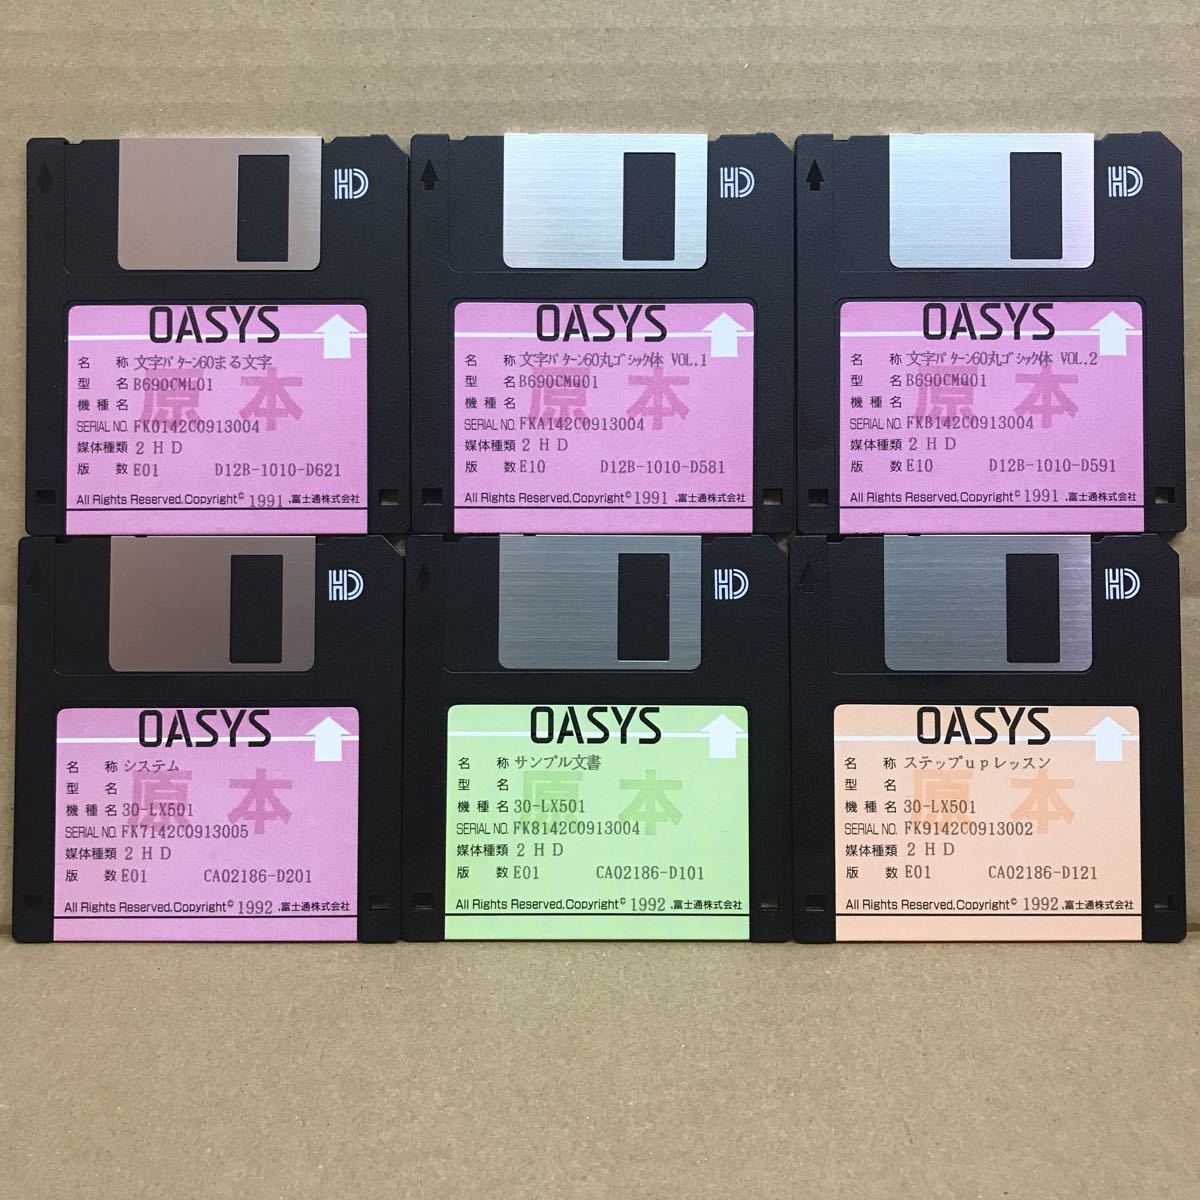 HD
OASYS
原本
名 称 文字パターン60まる文字
型 名 B690CML01
機 種 名
SERIAL NO. FK0142C0913004
媒体種類 2HD
版 数 E01 D12B-1010-D621
All Rights Reserved,Copyright© 1991 ,富士通株式会社
HD
OASYS
原本
名 称 文字パターン60丸ゴシック体 VOL.1
型 名 B690CMQ01
機 種 名
SERIAL NO. FKA142C0913004
媒体種類 2HD
版 数 E10 D12B-1010-D581
All Rights Reserved,Copyright© 1991 ,富士通株式会社
HD
OASYS
原本
名 称 文字パターン60丸ゴシック体 VOL.2
型 名 B690CMQ01
機 種 名
SERIAL NO. FKB142C0913004
媒体種類 2HD
版 数 E10 D12B-1010-D591
All Rights Reserved,Copyright© 1991 ,富士通株式会社
HD
OASYS
原本
名 称 システム
型 名
機 種 名 30-LX501
SERIAL NO. FK7142C0913005
媒体種類 2HD
版 数 E01 CA02186-D201
All Rights Reserved,Copyright© 1992 ,富士通株式会社
HD
OASYS
原本
名 称 サンプル文書
型 名
機 種 名 30-LX501
SERIAL NO. FK8142C0913004
媒体種類 2HD
版 数 E01 CA02186-D101
All Rights Reserved,Copyright© 1992 ,富士通株式会社
HD
OASYS
原本
名 称 ステップupレッスン
型 名
機 種 名 30-LX501
SERIAL NO. FK9142C0913002
媒体種類 2HD
版 数 E01 CA02186-D121
All Rights Reserved,Copyright© 1992 ,富士通株式会社